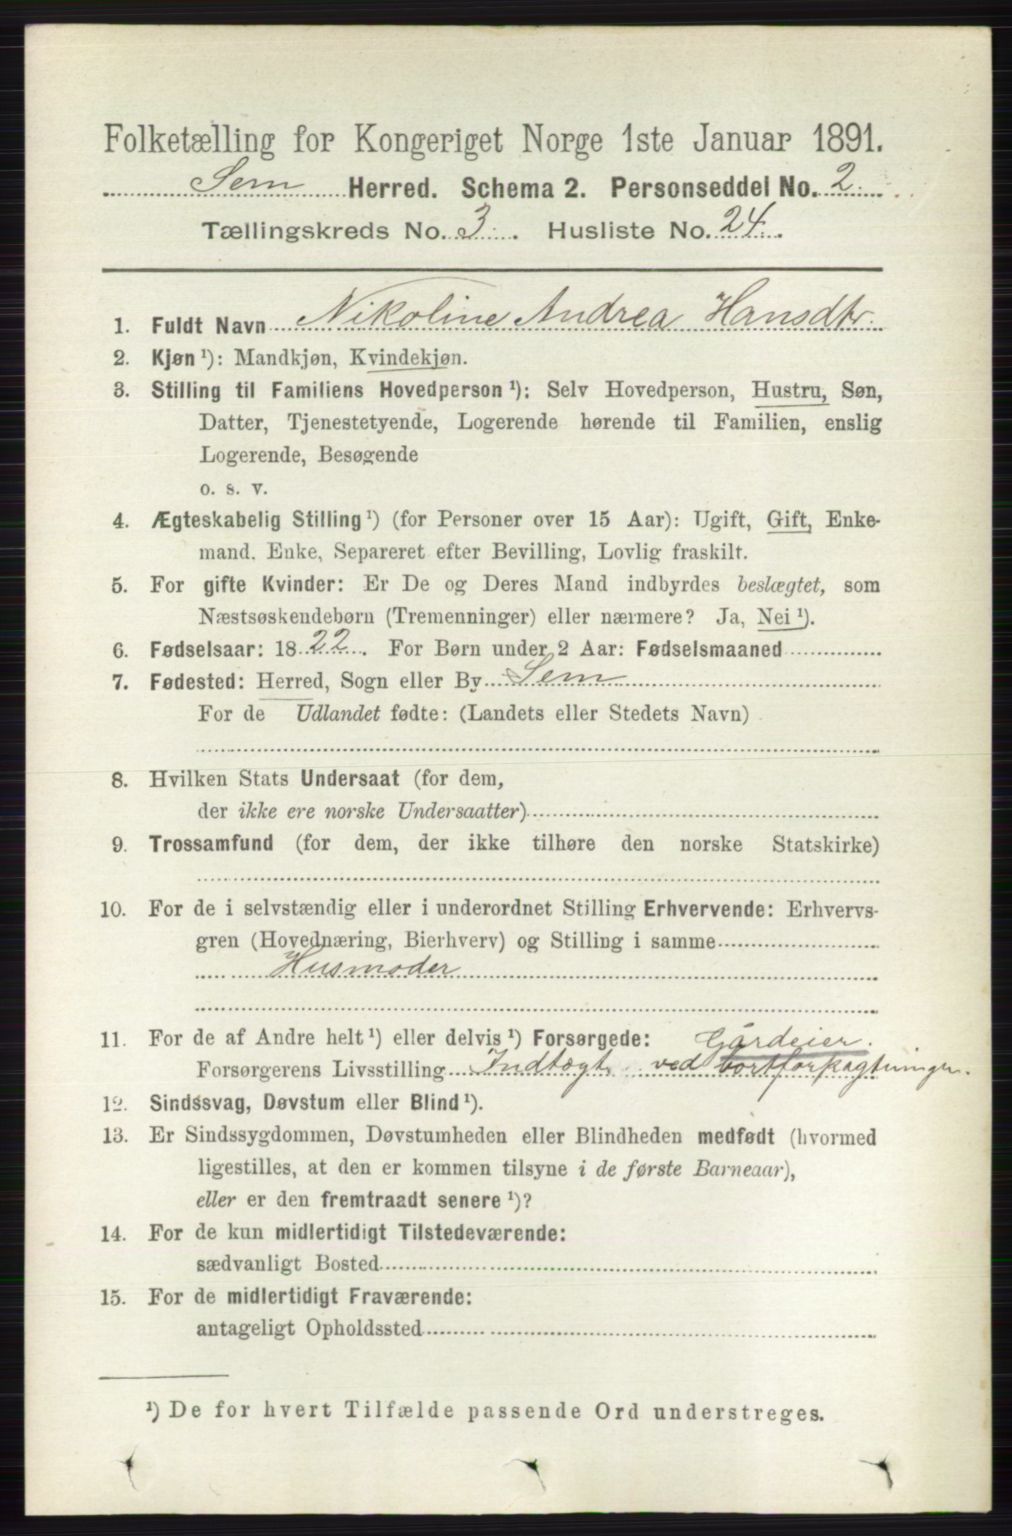 Folketælling for Kongeriget Norge 1ste Januar 1891.
Sem Herred. Schema 2. Personseddel No. 2
Tællingskreds No. 3. Husliste No. 24.
1. Fuldt Navn Nikoline Andrea Hansdtr.
2. Kjøn ¹): Mandkjøn, Kvindekjøn.
3. Stilling til Familiens Hovedperson ¹): Selv Hovedperson, Hustru, Søn,
Datter, Tjenestetyende, Logerende hørende til Familien, enslig
Logerende, Besøgende
o. s. v.
4. Ægteskabelig Stilling ¹) (for Personer over 15 Aar): Ugift, Gift, Enke-
mand, Enke, Separeret efter Bevilling, Lovlig fraskilt.
5. For gifte Kvinder: Er De og Deres Mand indbyrdes beslægtet, som
Næstsøskendebørn (Tremenninger) eller nærmere? Ja, Nei ¹).
6. Fødselsaar: 1822. For Børn under 2 Aar: Fødselsmaaned
7. Fødested: Herred, Sogn eller By Sem
For de Udlandet fødte: (Landets eller Stedets Navn)
8. Hvilken Stats Undersaat (for dem,
der ikke ere norske Undersaatter)
9. Trossamfund (for dem, der ikke tilhøre den norske Statskirke)
10. For de i selvstændig eller i underordnet Stilling Erhvervende: Erhvervs-
gren (Hovednæring, Bierhverv) og Stilling i samme
Husmoder
11. For de af Andre helt ¹) eller delvis ¹) Forsørgede: Gårdeier.
Forsørgerens Livsstilling Indtægt ved bortforpagtningen.
12. Sindssvag, Døvstum eller Blind ¹).
13. Er Sindssygdommen, Døvstumheden eller Blindheden medfødt (hvormed
ligestilles, at den er kommen tilsyne i de første Barneaar),
eller er den fremtraadt senere ¹)?
14. For de kun midlertidigt Tilstedeværende:
sædvanligt Bosted
15. For de midlertidigt Fraværende:
antageligt Opholdssted
¹) De for hvert Tilfælde passende Ord understreges.